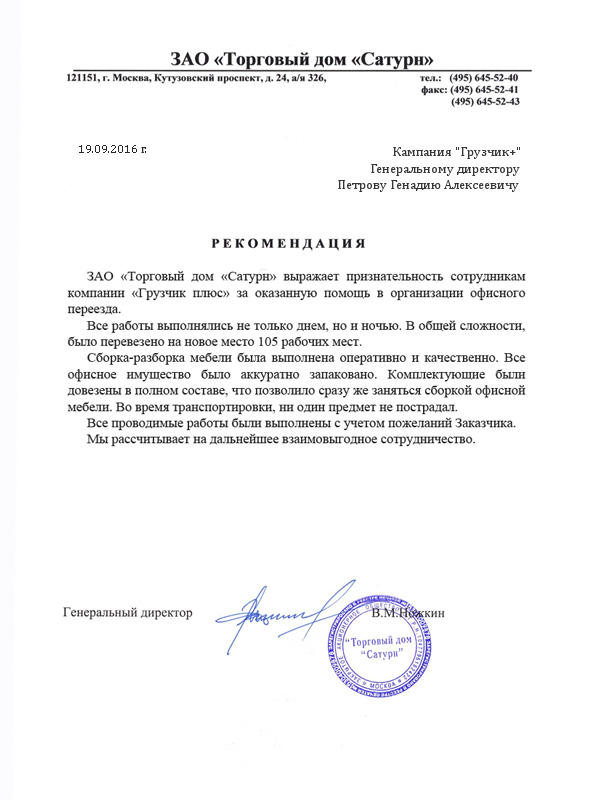 ЗАО «Торговый дом «Сатурн»
121151, г. Москва, Кутузовский проспект, д. 24, а/я 326,
тел.: (495) 645-52-40
факс: (495) 645-52-41
(495) 645-52-43
19.09.2016 г.
Кампания "Грузчик+"
Генеральному директору
Петрову Генадию Алексеевичу
РЕКОМЕНДАЦИЯ
ЗАО «Торговый дом «Сатурн» выражает признательность сотрудникам
компании «Грузчик плюс» за оказанную помощь в организации офисного
переезда.
Все работы выполнялись не только днем, но и ночью. В общей сложности,
было перевезено на новое место 105 рабочих мест.
Сборка-разборка мебели была выполнена оперативно и качественно. Все
офисное имущество было аккуратно запаковано. Комплектующие были
довезены в полном составе, что позволило сразу же заняться сборкой офисной
мебели. Во время транспортировки, ни один предмет не пострадал.
Все проводимые работы были выполнены с учетом пожеланий Заказчика.
Мы рассчитывает на дальнейшее взаимовыгодное сотрудничество.
Генеральный директор
В.М.Ножкин
"Торговый дом
"Сатурн"
ЗАКРЫТОЕ АКЦИОНЕРНОЕ ОБЩЕСТВО
МОСКВА